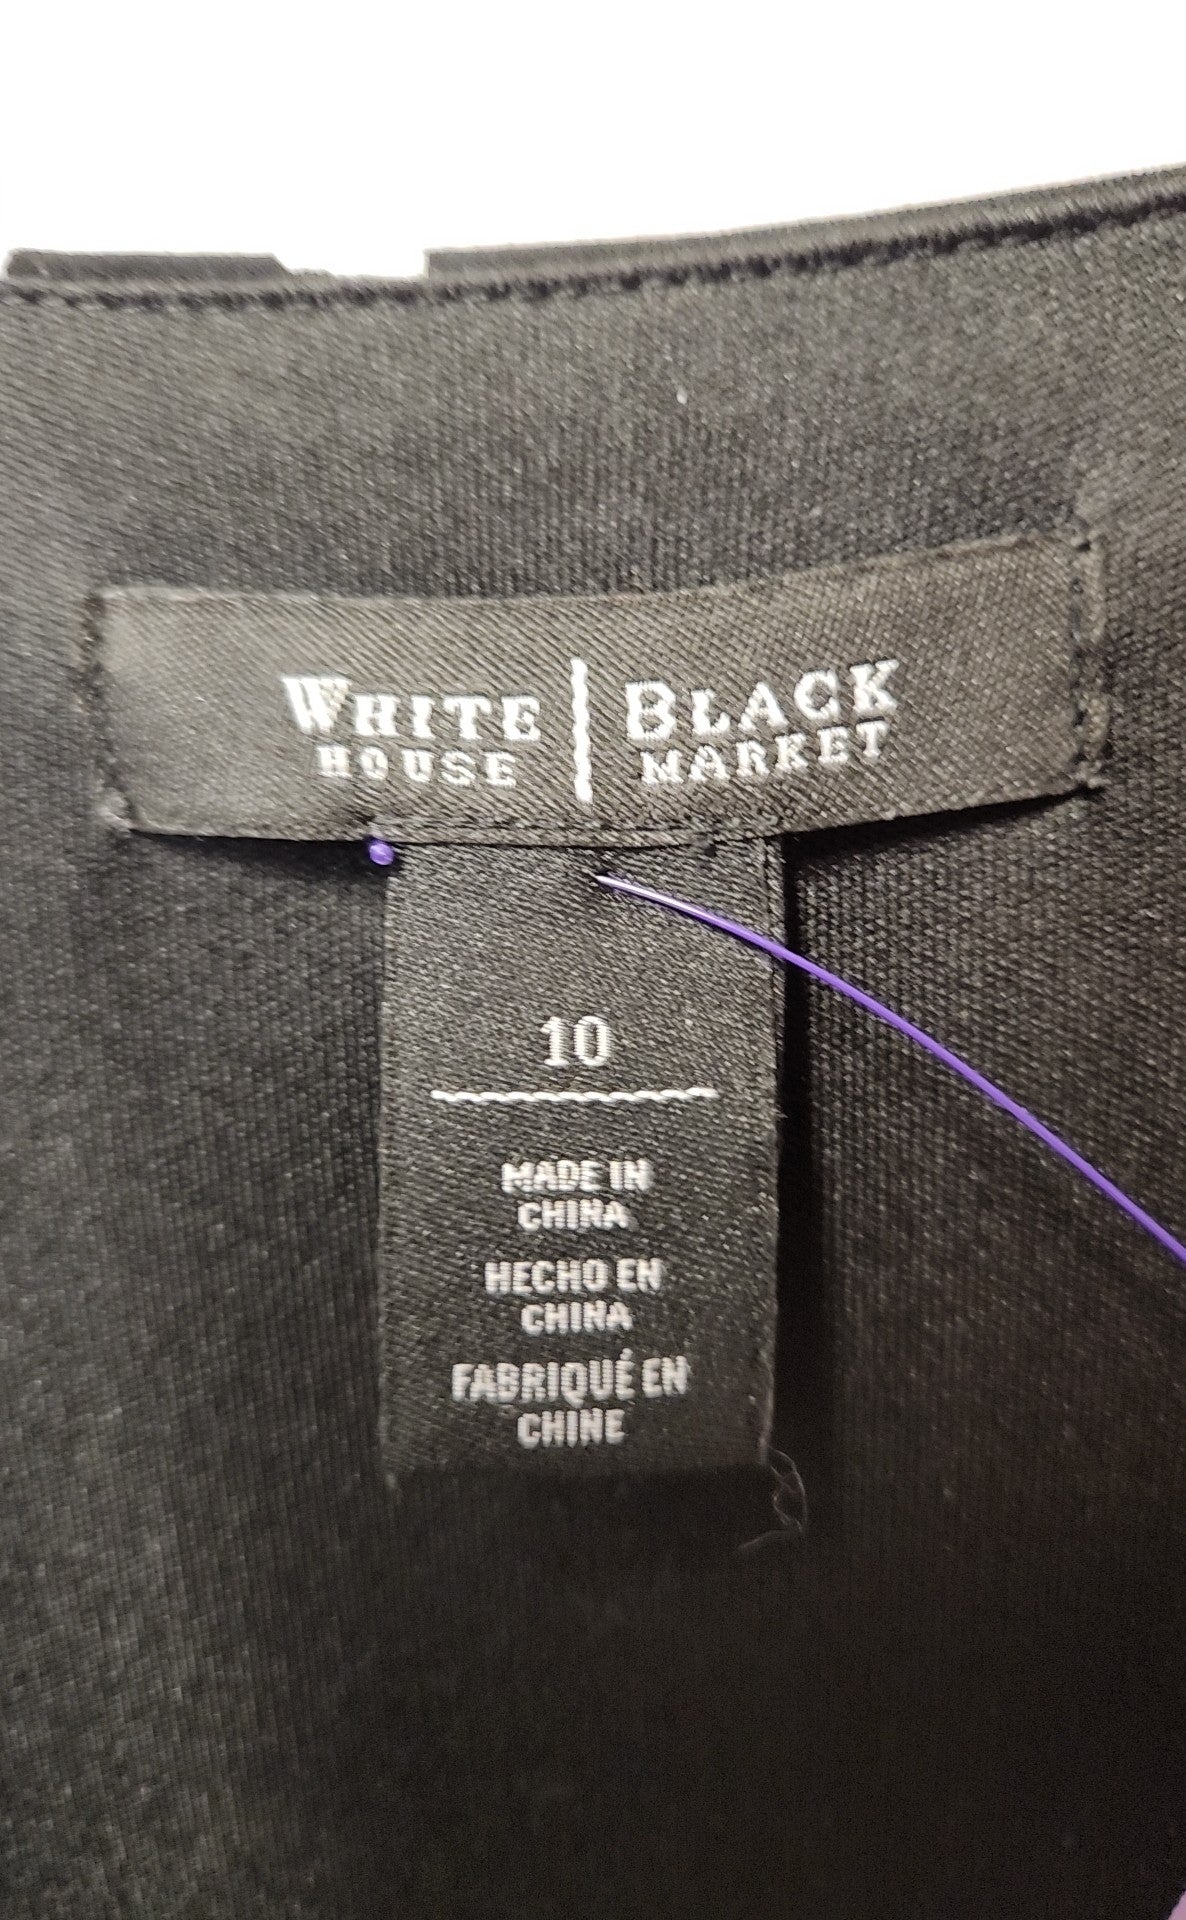 WHITE | BLACK
HOUSE | MARKET
10
MADE IN
CHINA
HECHO EN
CHINA
FABRIQUÉ EN
CHINE